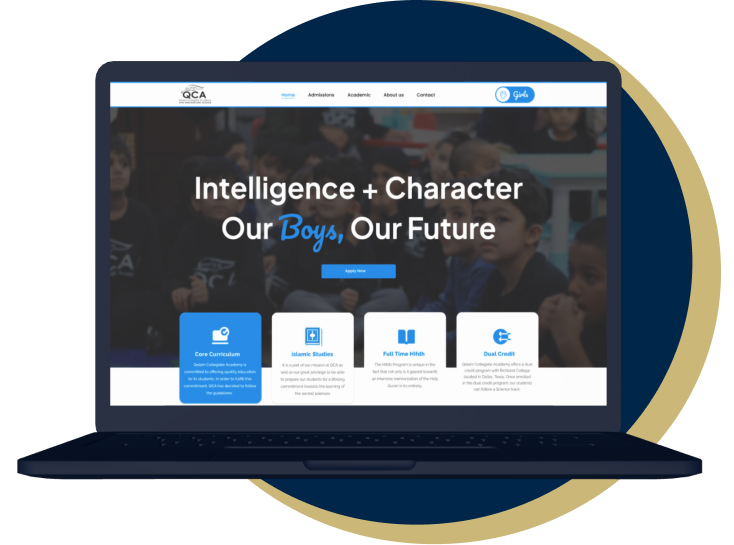 QCA
Home Admissions Academic About us Contact
Girls
Intelligence + Character
Our Boys, Our Future
Apply Now
Core Curriculum
Qalam Collegiate Academy is
committed to offering quality education
to its students. In order to fulfill this
commitment, QCA has decided to follow
the guidelines
Islamic Studies
It is a part of our mission at QCA as
well as our great privilege to be able
to prepare our students for a lifelong
commitment towards the learning of
the sacred sciences
Full Time Hifdh
The Hifdh Program is unique in the
fact that not only is it geared towards
an intensive memorization of the Holy
Quran in its entirety.
Dual Credit
Qalam Collegiate Academy offers a dual
credit program with Richland College
located in Dallas, Texas. Once enrolled
in the dual credit program, our students
can follow a Science track